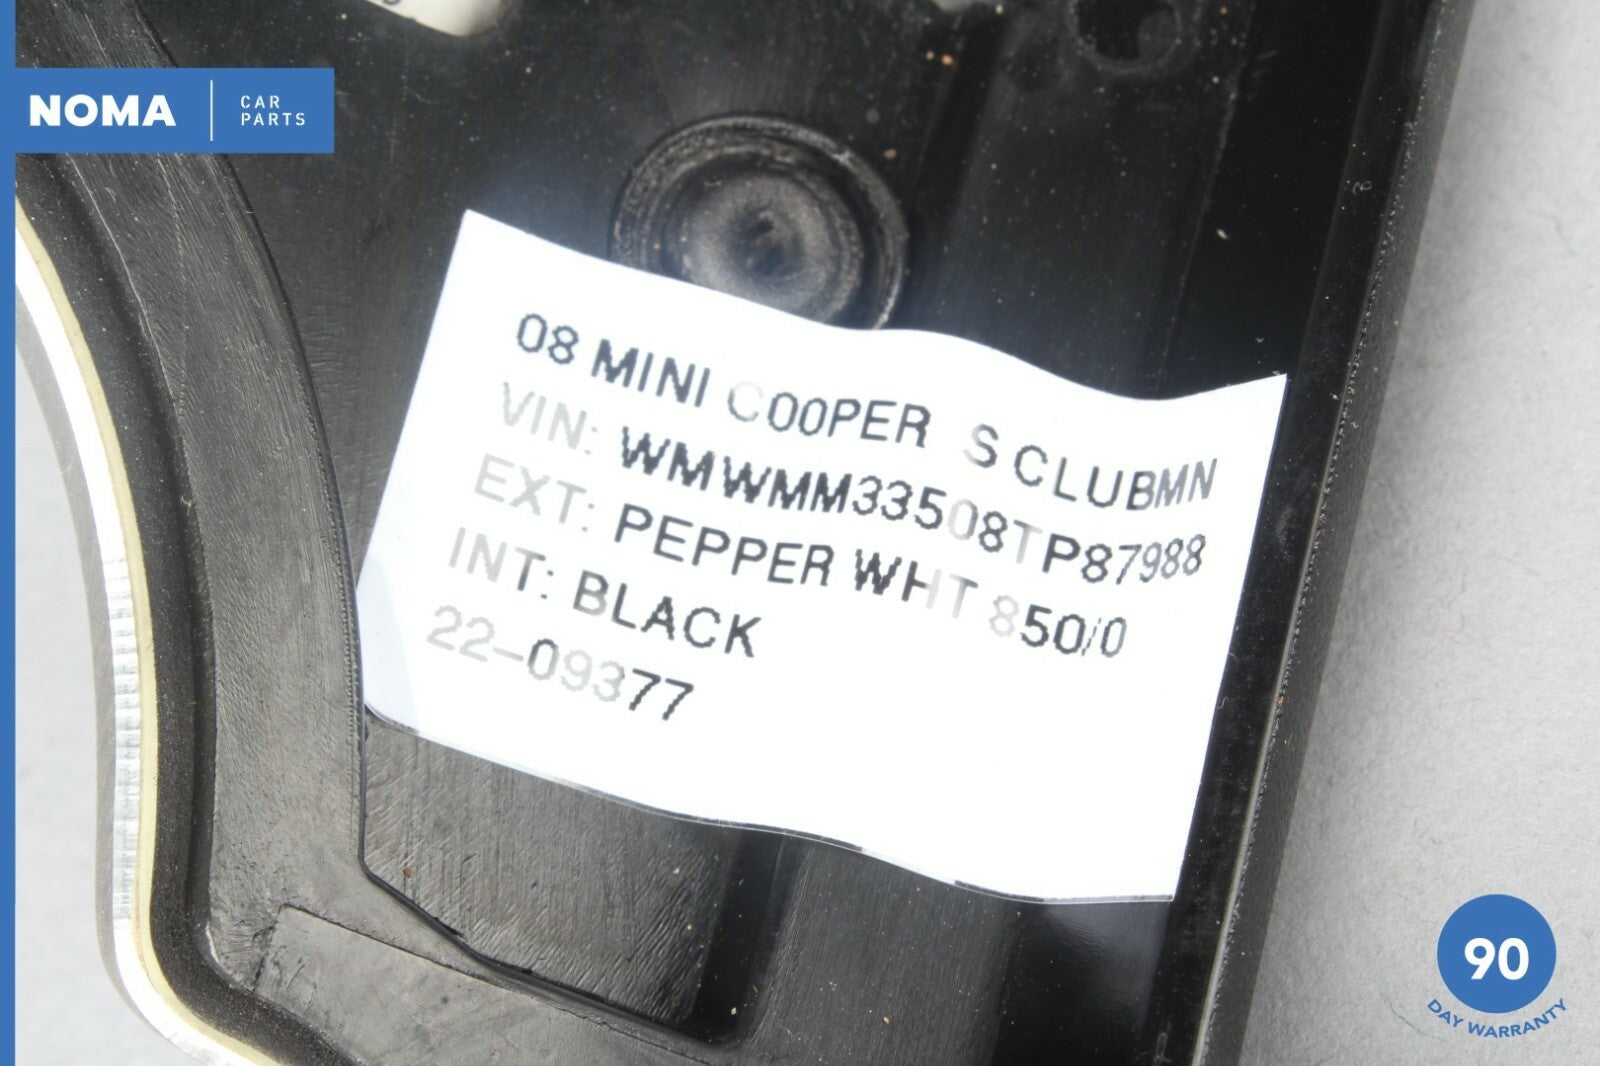 NOMA
CAR
PARTS
08 MINI COOPER S CLUBMN
VIN: WMWMM33508TP87988
EXT: PEPPER WHT 850/0
INT: BLACK
22-09377
90
DAY WARRANTY